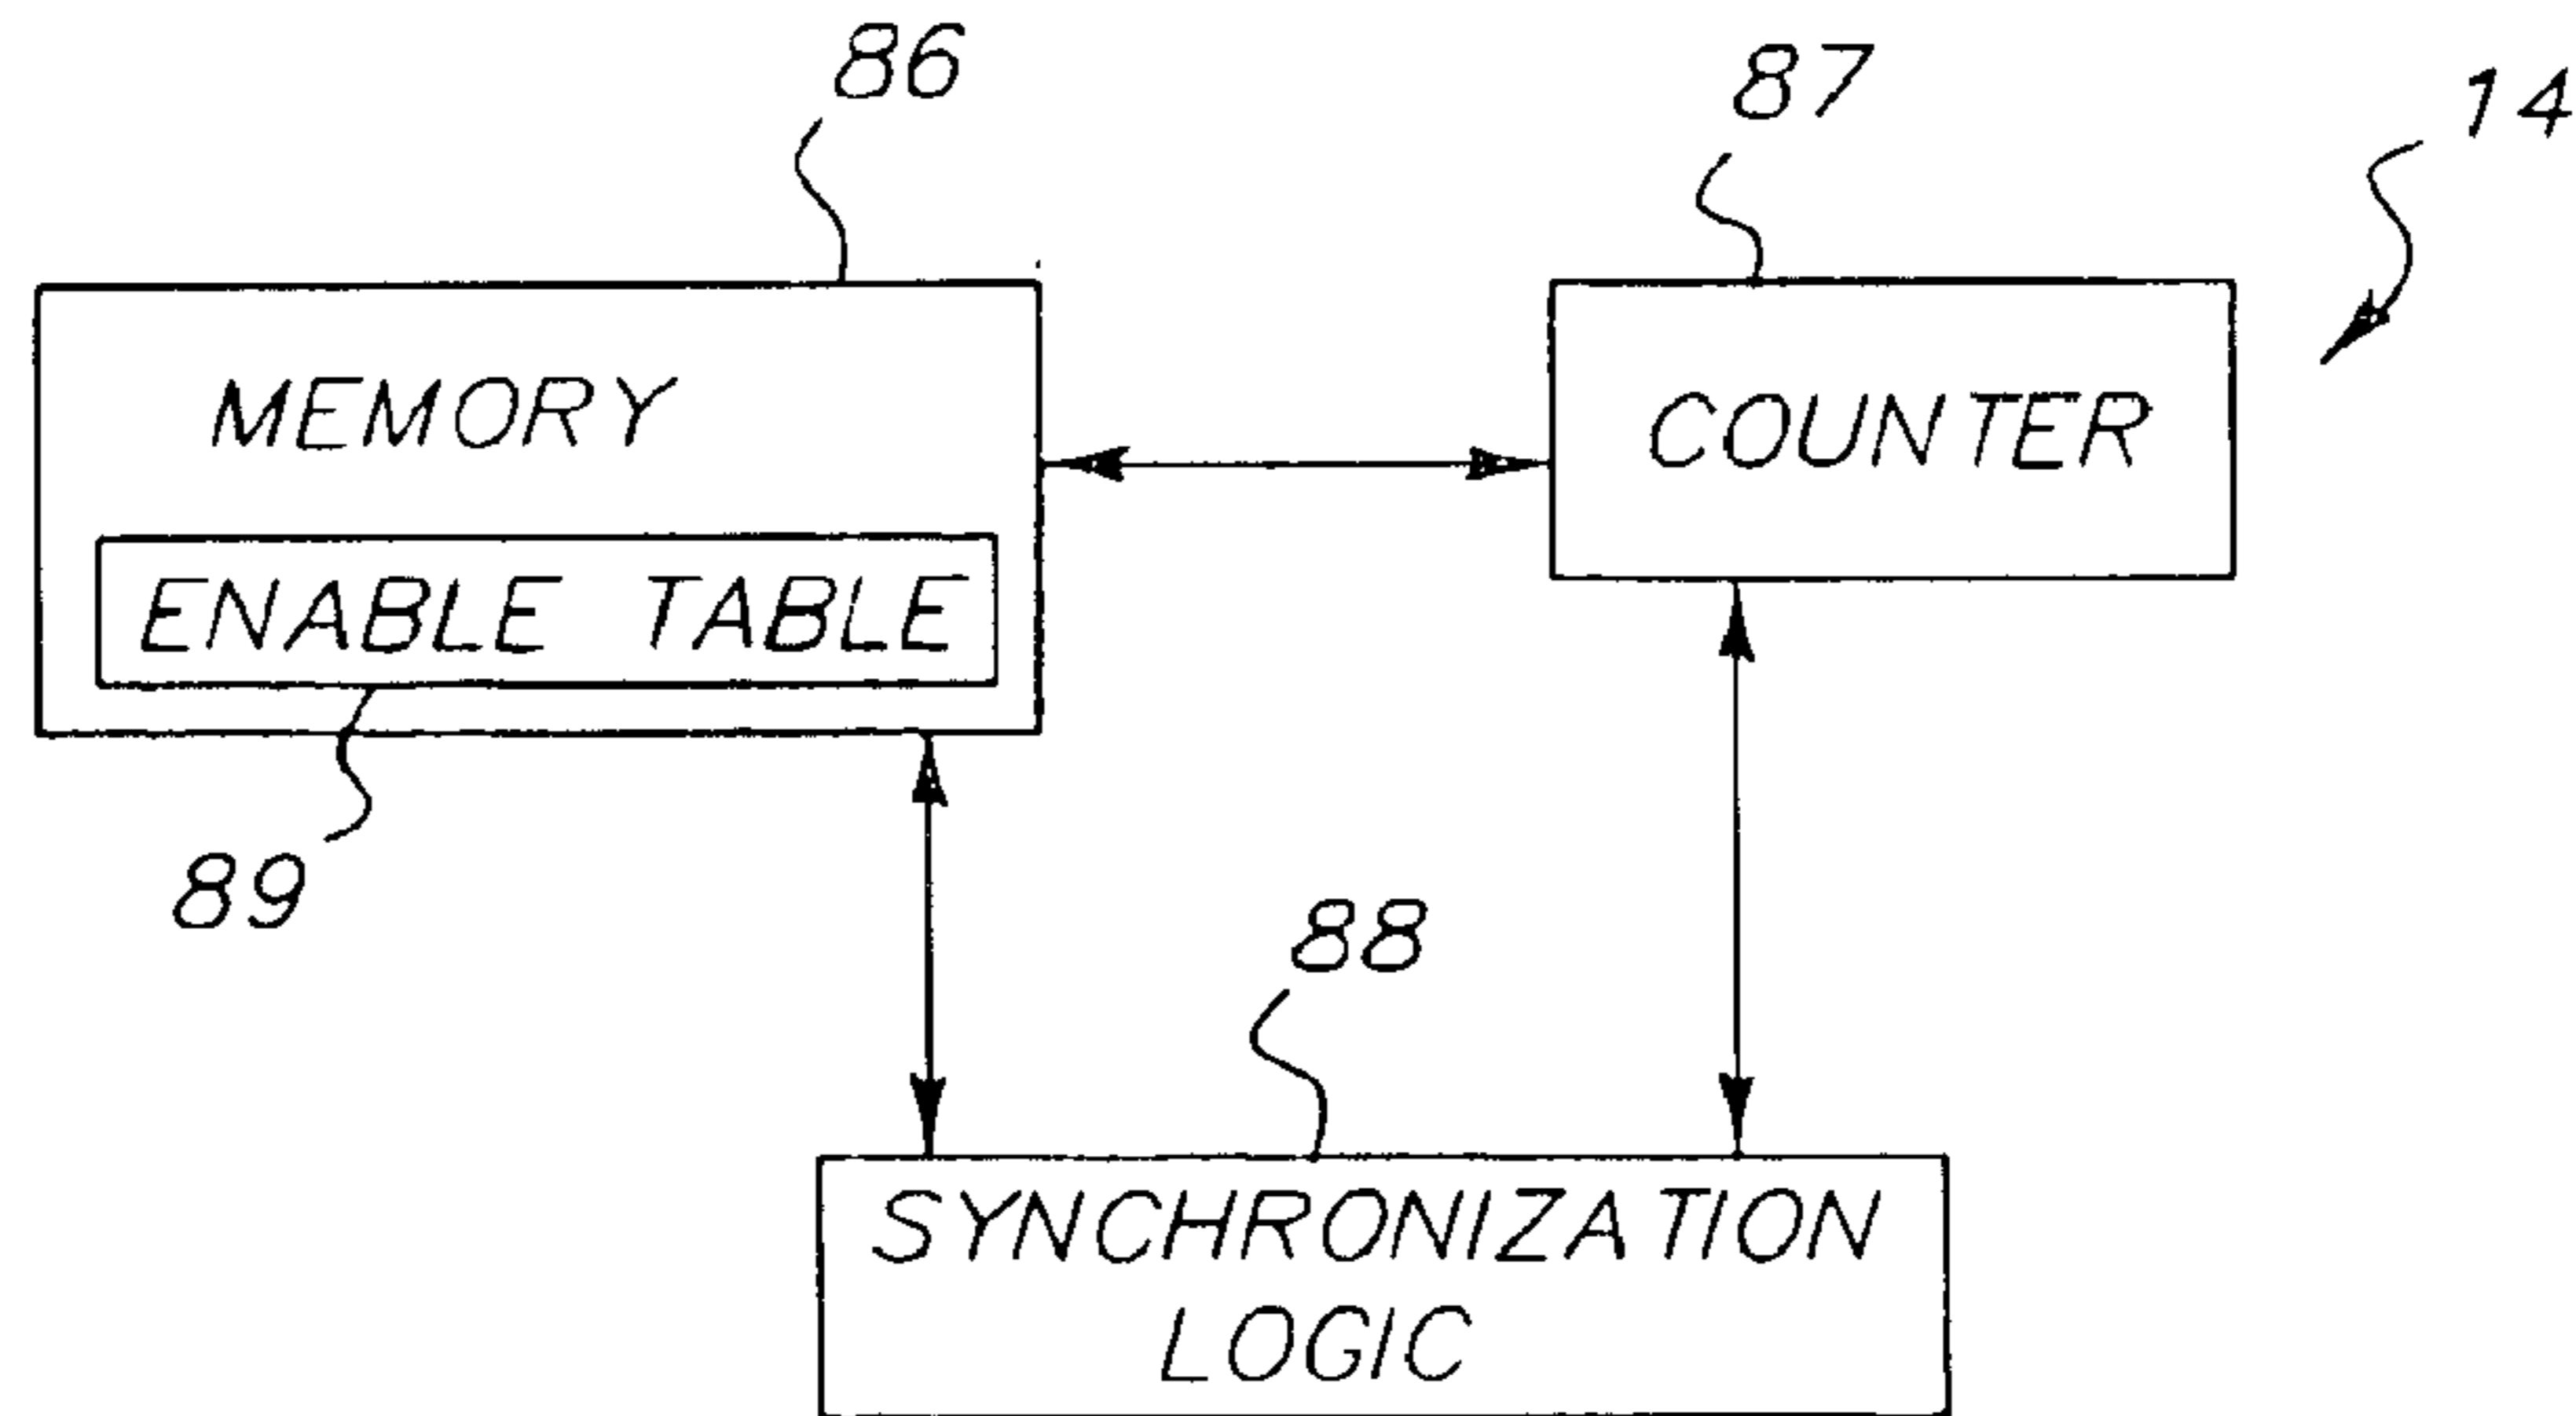 86
87
14
MEMORY
COUNTER
ENABLE TABLE
89
88
SYNCHRONIZATION
LOGIC